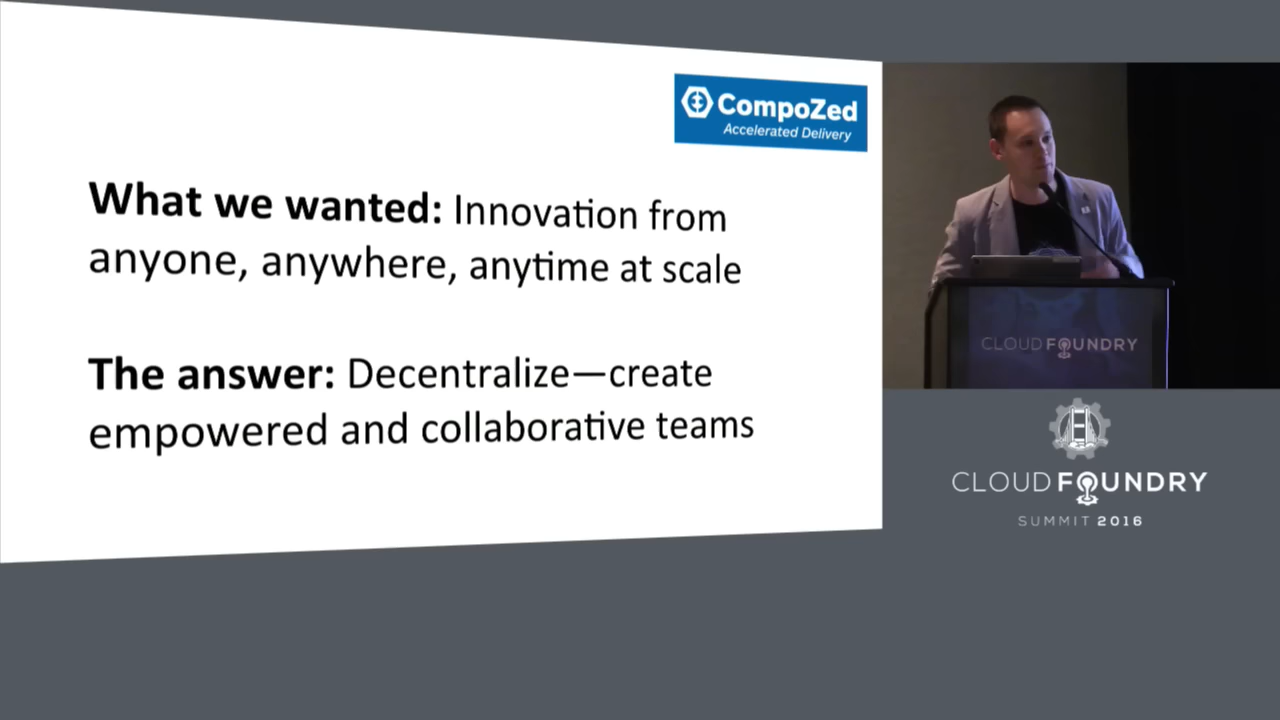 CompoZed
Accelerated Delivery
What we wanted: Innovation from
anyone, anywhere, anytime at scale
The answer: Decentralize—create
empowered and collaborative teams
CLOUD FOUNDRY
CLOUD FOUNDRY
SUMMIT 2016